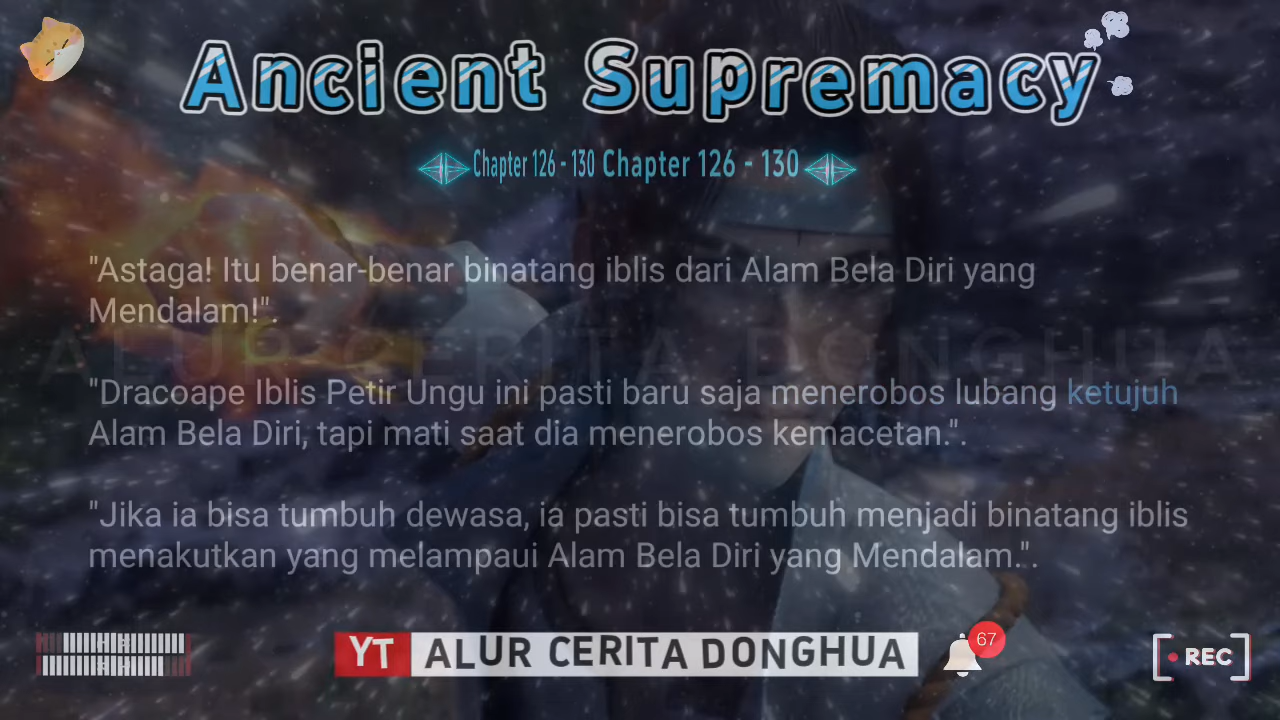 Ancient Supremacy
Chapter 126 - 130 Chapter 126 - 130
"Astaga! Itu benar-benar binatang iblis dari Alam Bela Diri yang
Mendalam!".
ALUR CERITA DONGHUA
"Dracoape Iblis Petir Ungu ini pasti baru saja menerobos lubang ketujuh
Alam Bela Diri, tapi mati saat dia menerobos kemacetan.".
"Jika ia bisa tumbuh dewasa, ia pasti bisa tumbuh menjadi binatang iblis
menakutkan yang melampaui Alam Bela Diri yang Mendalam.".
YT ALUR CERITA DONGHUA
67
REC